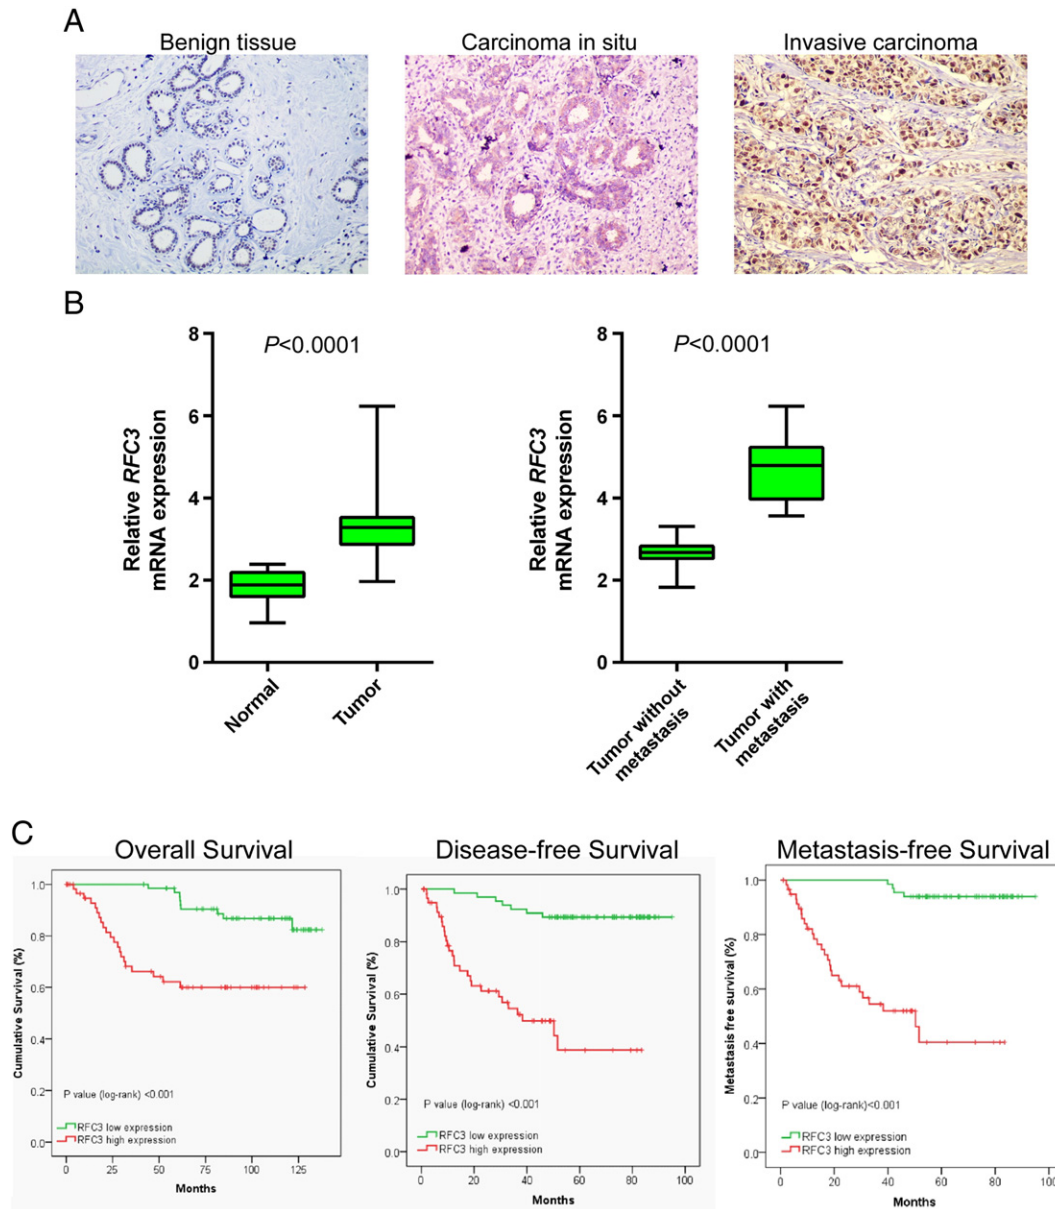 A
Benign tissue
Carcinoma in situ
Invasive carcinoma
B
Relative RFC3
mRNA expression
8
6
4
2
0
P<0.0001
Normal
Tumor
Relative RFC3
mRNA expression
8
6
4
2
0
P<0.0001
Tumor without
metastasis
Tumor with
metastasis
C
Overall Survival
Cumulative Survival (%)
1.0
0.8
0.6
0.4
0.2
0.0
P value (log-rank) <0.001
RFC3 low expression
RFC3 high expression
0 25 50 75 100 125
Months
Disease-free Survival
Cumulative Survival (%)
1.0
0.8
0.6
0.4
0.2
0.0
P value (log-rank) <0.001
RFC3 low expression
RFC3 high expression
0 20 40 60 80 100
Months
Metastasis-free Survival
Metastasis free survival (%)
1.0
0.8
0.6
0.4
0.2
0.0
P value (log-rank)<0.001
RFC3 low expression
RFC3 high expression
0 20 40 60 80 100
Months